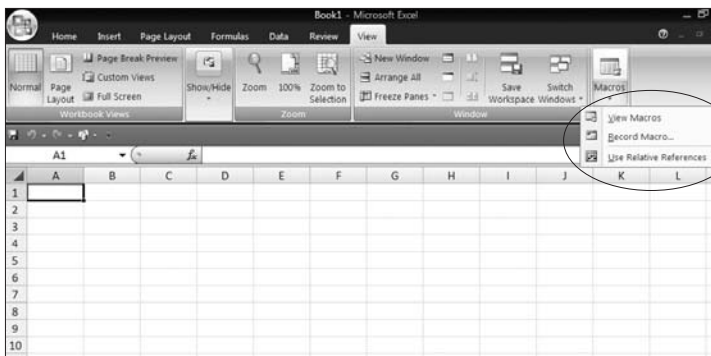 Book1 - Microsoft Excel
Home Insert Page Layout Formulas Data Review View
Normal
Page Layout
Page Break Preview
Custom Views
Full Screen
Workbook Views
Show/Hide
Zoom
100%
Zoom to Selection
Zoom
New Window
Arrange All
Freeze Panes
Save Workspace
Switch Windows
Window
Macros
View Macros
Record Macro...
Use Relative References
A1 fx
A B C D E F G H I J K L
1
2
3
4
5
6
7
8
9
10